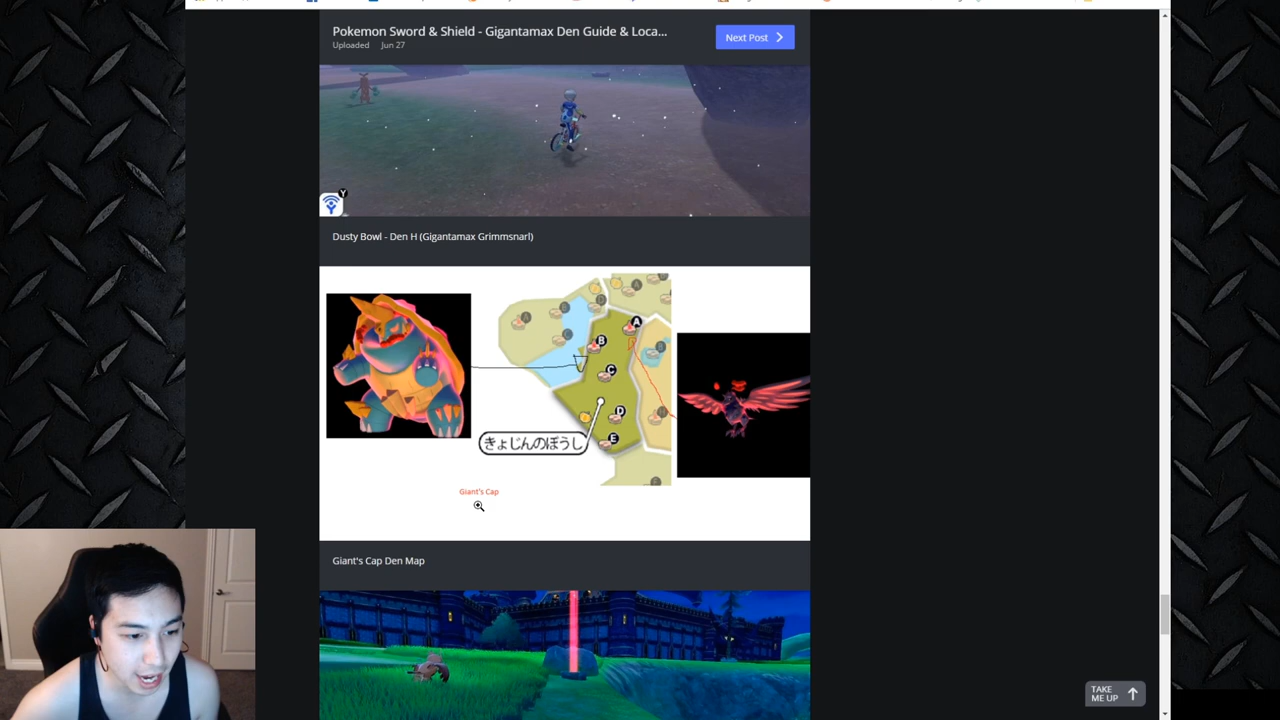 Pokemon Sword & Shield - Gigantamax Den Guide & Loca...
Uploaded Jun 27
Next Post
Y
Dusty Bowl - Den H (Gigantamax Grimmsnarl)
A
B
C
D
E
きょじんのぼうし
Giant's Cap
Giant's Cap Den Map
TAKE
ME UP